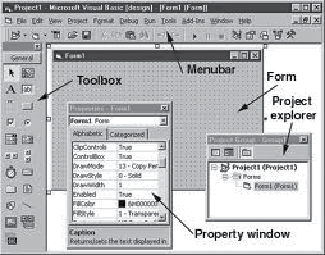 Project1 - Microsoft Visual Basic [design] - [Form1 (Form)]
File Edit View Project Format Debug Run Tools Add-Ins Window Help
General
Form1
Toolbox
Menubar
Form
Project
explorer
Properties - Form1
Form1 Form
Alphabetic Categorized
ClipControls True
ControlBox True
DrawMode 13 - Copy Pen
DrawStyle 0 - Solid
DrawWidth 1
Enabled True
FillColor &H000000
FillStyle 1 - Transparent
Caption
Returns/sets the text displayed in
Project Group - Group1
Project1 (Project1)
Forms
Form1 (Form1)
Property window